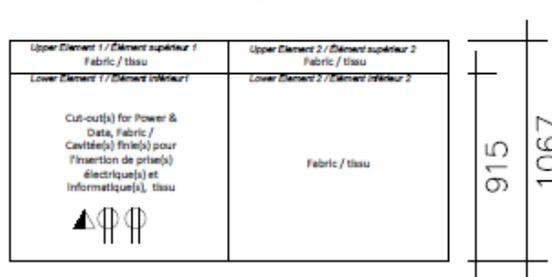 Upper Element 1 / Élément supérieur 1
Fabric / tissu
Upper Element 2 / Élément supérieur 2
Fabric / tissu
Lower Element 1 / Élément inférieur1
Lower Element 2 / Élément inférieur 2
Cut-out(s) for Power &
Data, Fabric /
Cavitée(s) finie(s) pour
l'insertion de prise(s)
électrique(s) et
informatique(s), tissu
Fabric / tissu
915
1067